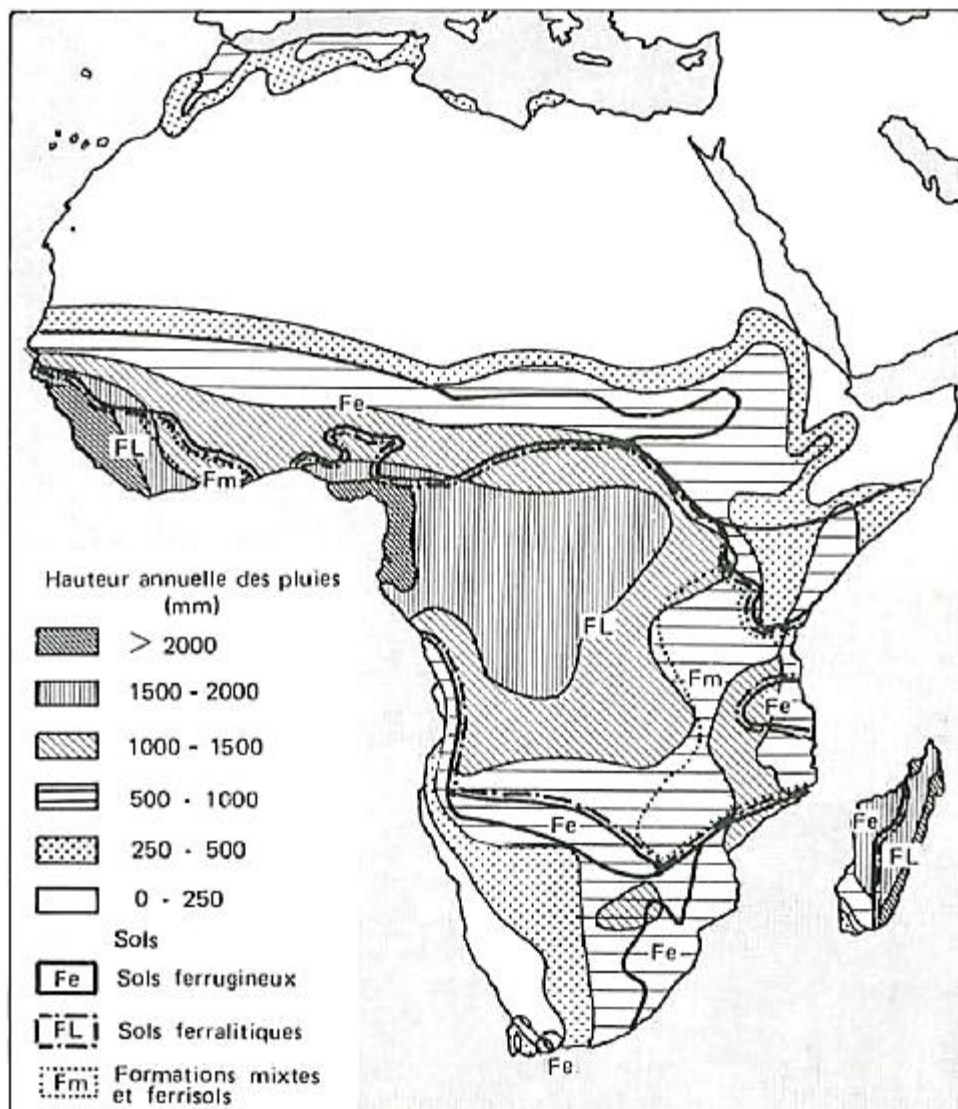 Fe
FL
Fm
FL
Fm
Fe
Fe
Fe
FL
Fe
Fe
Hauteur annuelle des pluies
(mm)
> 2000
1500 - 2000
1000 - 1500
500 - 1000
250 - 500
0 - 250
Sols
Fe Sols ferrugineux
FL Sols ferralitiques
Fm Formations mixtes
et ferrisols